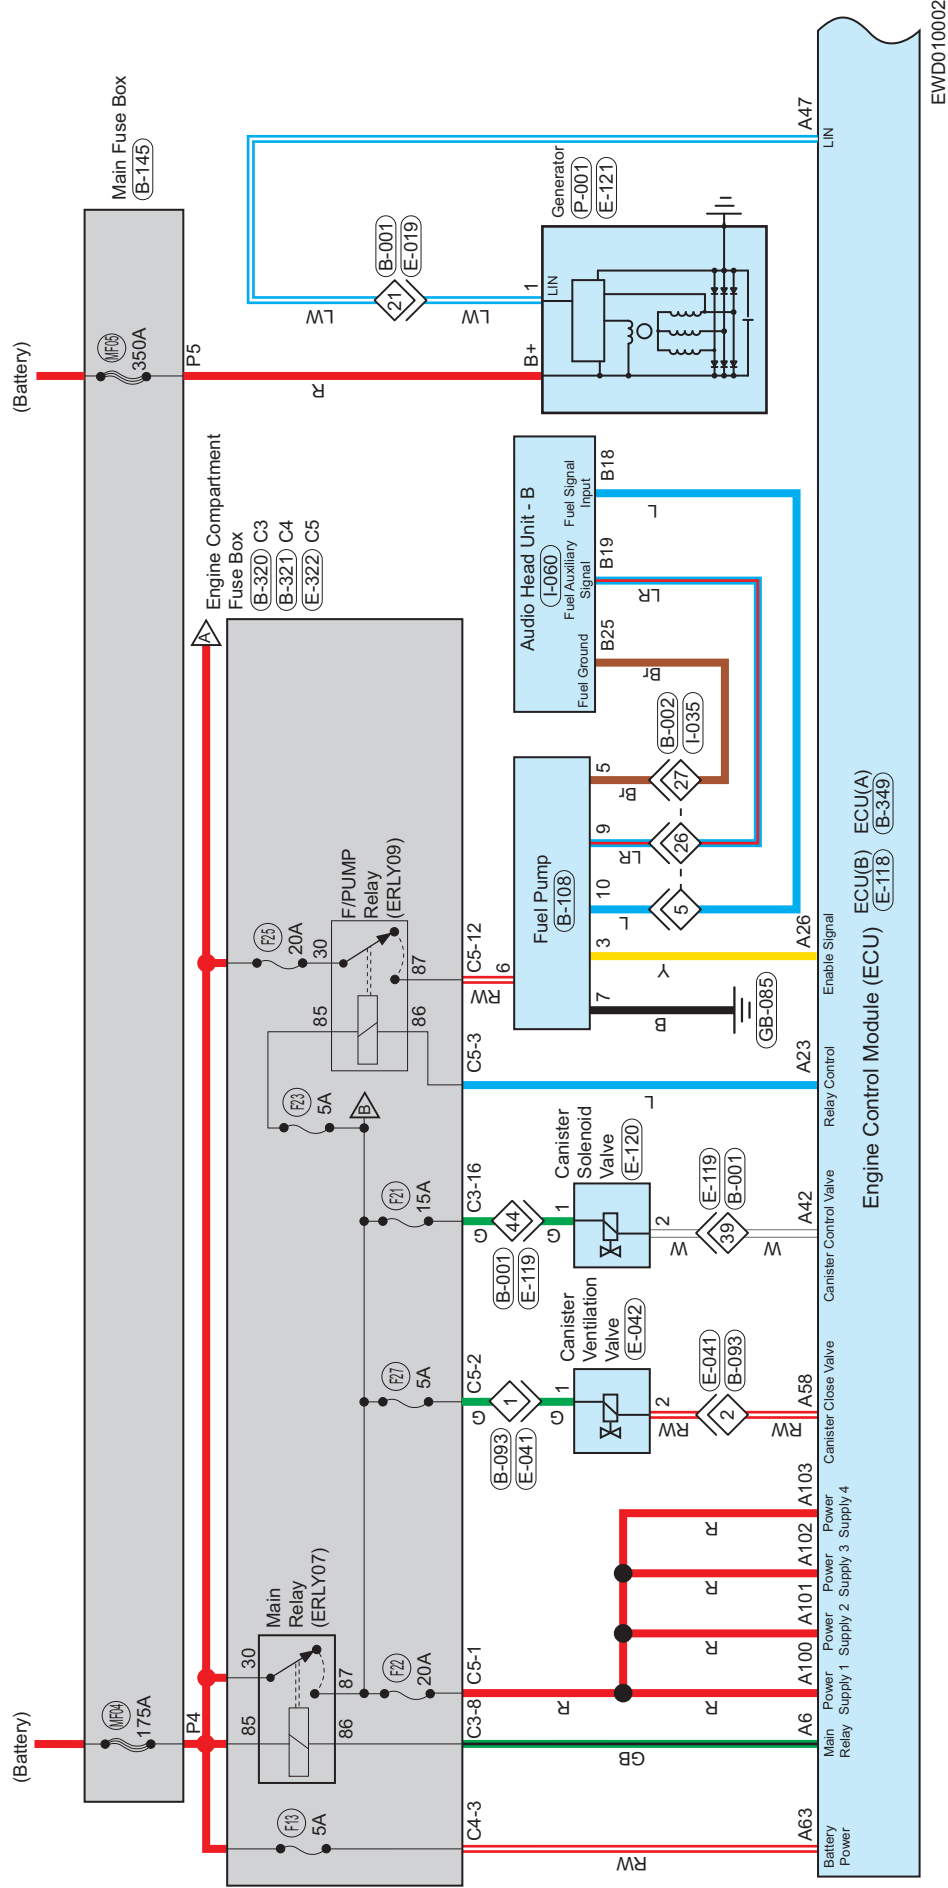 (Battery)
(Battery)
MF04
175A
P4
MF05
350A
P5
Main Fuse Box
B-145
A
Engine Compartment
Fuse Box
B-320 C3
B-321 C4
E-322 C5
F13
5A
85
30
86
87
Main
Relay
(ERLY07)
F22
20A
F27
5A
F21
15A
B
F23
5A
F25
20A
85
30
86
87
F/PUMP
Relay
(ERLY09)
C4-3
C3-8
C5-1
C5-2
C3-16
C5-3
C5-12
RW
GB
R
R
R
R
R
G
1
B-093
E-041
G
1
Canister
Ventilation
Valve
E-042
2
RW
2
E-041
B-093
RW
G
44
B-001
E-119
G
1
Canister
Solenoid
Valve
E-120
2
W
39
E-119
B-001
W
L
RW
6
Fuel Pump
B-108
7
3
10
9
5
B
GB-085
Y
L
LR
Br
5
26
27
B-002
I-035
Br
LR
L
Audio Head Unit - B
I-060
Fuel Ground
Fuel Auxiliary
Signal
Fuel Signal
Input
B25
B19
B18
R
B+
1
LIN
Generator
P-001
E-121
LW
21
B-001
E-019
LW
A63
A6
A100
A101
A102
A103
A58
A42
A23
A26
A47
Battery
Power
Main
Relay
Power
Supply 1
Power
Supply 2
Power
Supply 3
Power
Supply 4
Canister Close Valve
Canister Control Valve
Relay Control
Enable Signal
LIN
Engine Control Module (ECU)
ECU(B)
E-118
ECU(A)
B-349
EWD010002